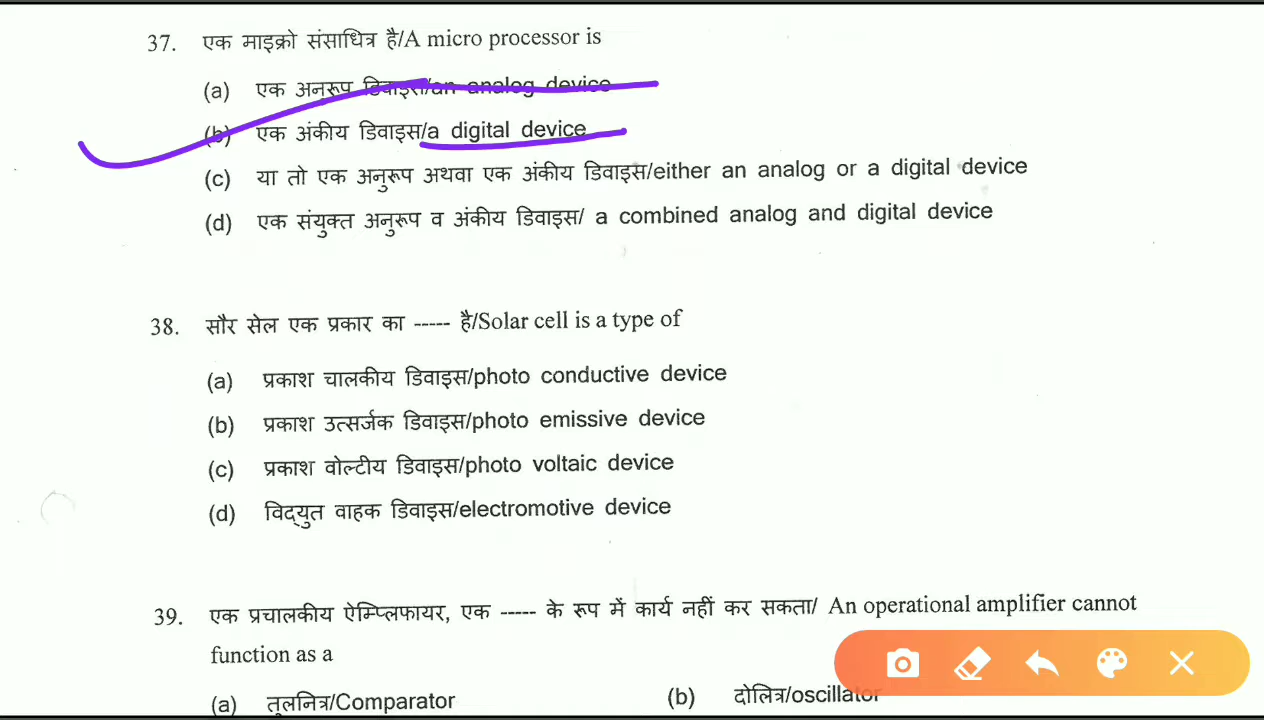 37. एक माइक्रो संसाधित्र है/A micro processor is
(a) एक अनुरूप डिवाइस/an analog device
(b) एक अंकीय डिवाइस/a digital device
(c) या तो एक अनुरूप अथवा एक अंकीय डिवाइस/either an analog or a digital device
(d) एक संयुक्त अनुरूप व अंकीय डिवाइस/ a combined analog and digital device
38. सौर सेल एक प्रकार का ----- है/Solar cell is a type of
(a) प्रकाश चालकीय डिवाइस/photo conductive device
(b) प्रकाश उत्सर्जक डिवाइस/photo emissive device
(c) प्रकाश वोल्टीय डिवाइस/photo voltaic device
(d) विद्युत वाहक डिवाइस/electromotive device
39. एक प्रचालकीय ऐम्प्लिफायर, एक ----- के रूप में कार्य नहीं कर सकता/ An operational amplifier cannot
function as a
(a) तुलनित्र/Comparator (b) दोलित्र/oscillator